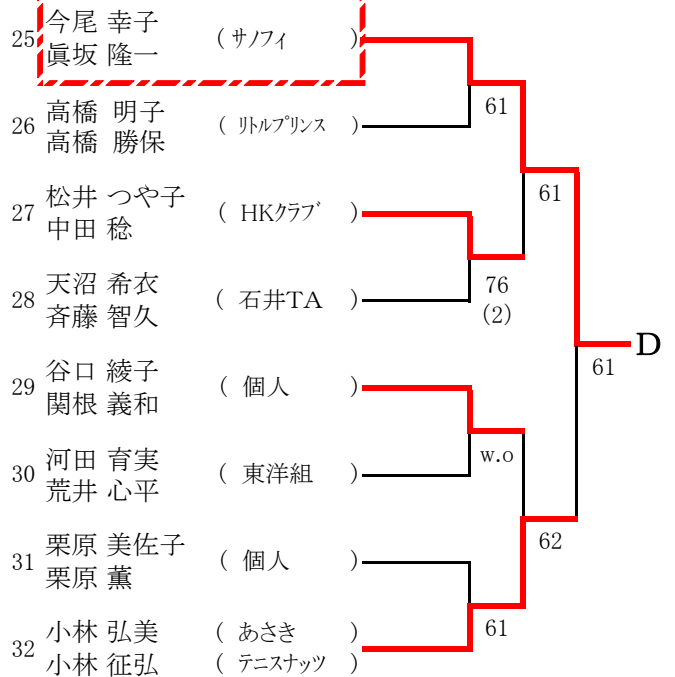 25 今尾 幸子 ( サノフィ )
眞坂 隆一
61
26 高橋 明子 ( リトルプリンス )
高橋 勝保
61
27 松井 つや子 ( HKクラブ )
中田 稔
76
(2)
28 天沼 希衣 ( 石井TA )
斉藤 智久
D
61
29 谷口 綾子 ( 個人 )
関根 義和
w.o
30 河田 育実 ( 東洋組 )
荒井 心平
62
31 栗原 美佐子 ( 個人 )
栗原 薫
61
32 小林 弘美 ( あさき )
小林 征弘 ( テニスナッツ )